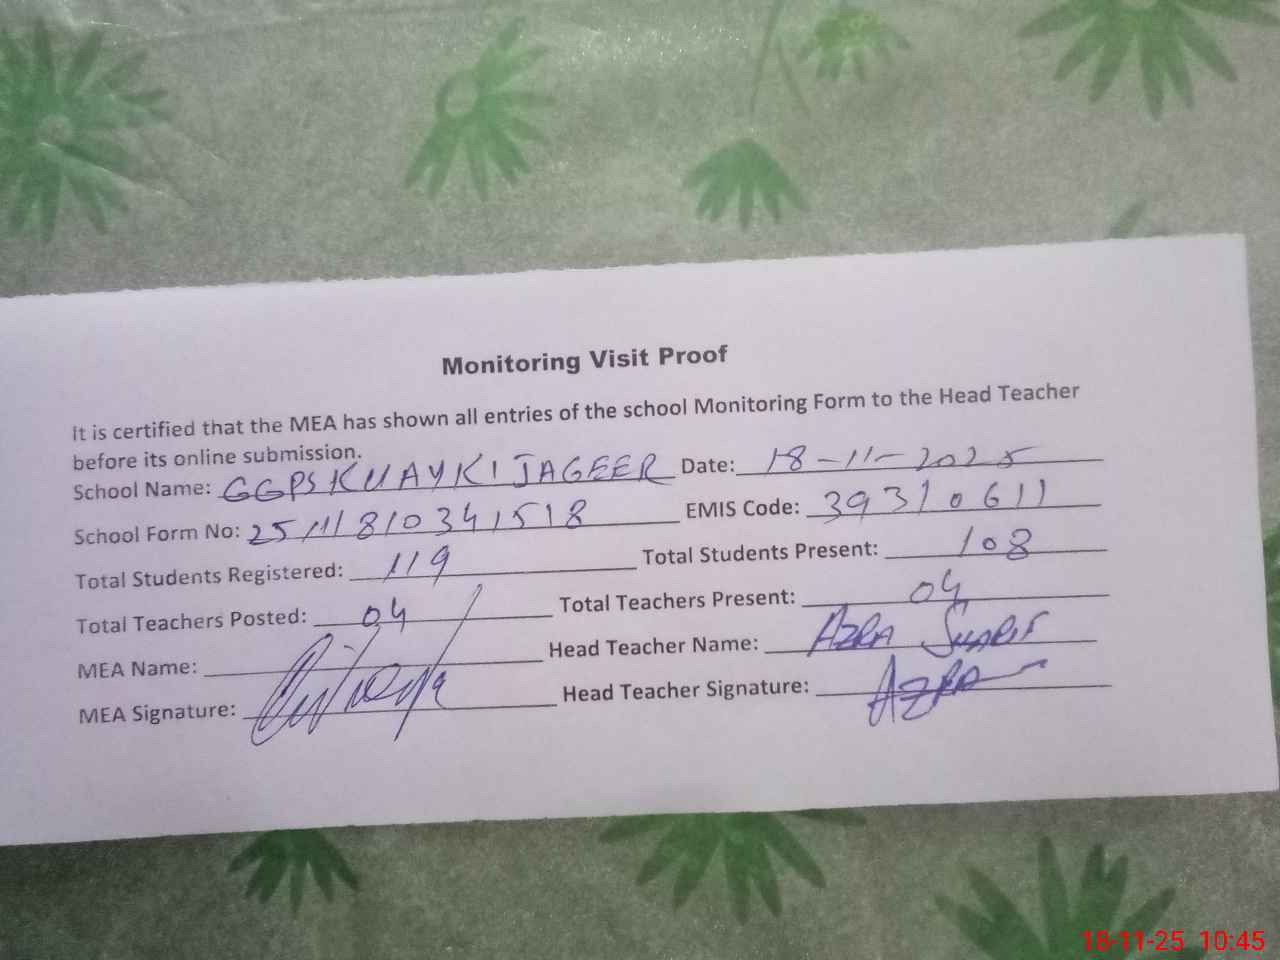 Monitoring Visit Proof
It is certified that the MEA has shown all entries of the school Monitoring Form to the Head Teacher
before its online submission.
School Name: GGPS KUAYKI JAGEER Date: 18-11-2025
School Form No: 25111810341518 EMIS Code: 39310611
Total Students Registered: 119 Total Students Present: 108
Total Teachers Posted: 04 Total Teachers Present: 04
MEA Name: Head Teacher Name: AZRA SHARIF
MEA Signature: Head Teacher Signature: AZRA
18-11-25 10:45